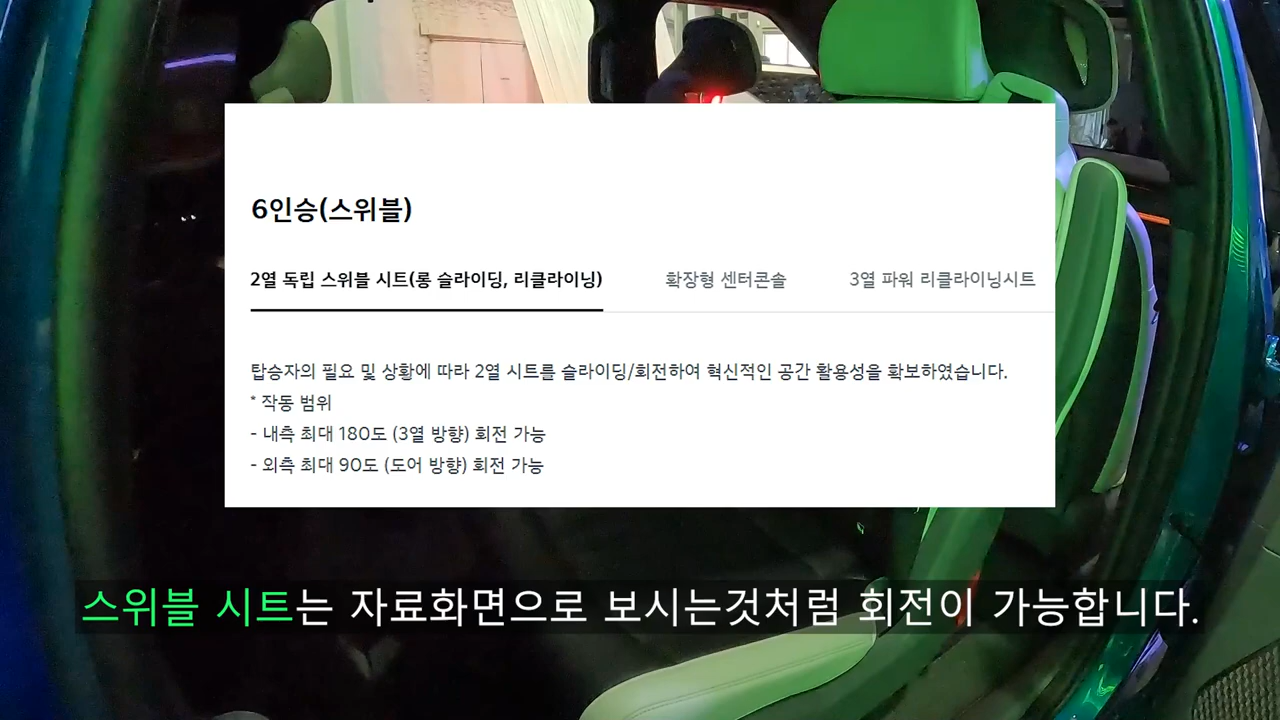 6인승(스위블)
2열 독립 스위블 시트(롱 슬라이딩, 리클라이닝) 확장형 센터콘솔 3열 파워 리클라이닝시트
탑승자의 필요 및 상황에 따라 2열 시트를 슬라이딩/회전하여 혁신적인 공간 활용성을 확보하였습니다.
* 작동 범위
- 내측 최대 180도 (3열 방향) 회전 가능
- 외측 최대 90도 (도어 방향) 회전 가능
스위블 시트는 자료화면으로 보시는것처럼 회전이 가능합니다.